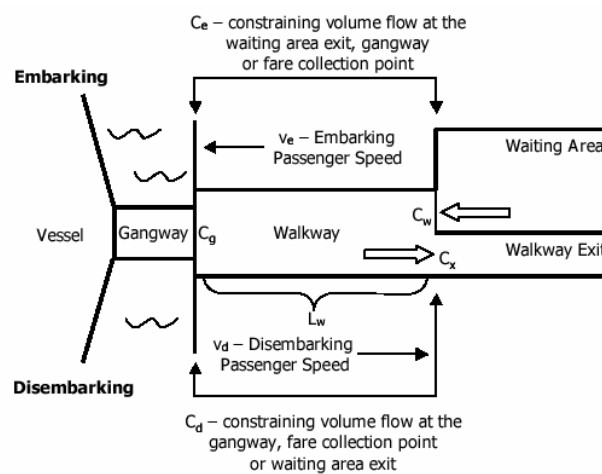 Cₑ – constraining volume flow at the
waiting area exit, gangway
or fare collection point
Embarking
vₑ – Embarking
Passenger Speed
Waiting Area
C_w
Vessel
Gangway
C_g
Walkway
C_x
Walkway Exit
L_w
v_d – Disembarking
Passenger Speed
Disembarking
C_d – constraining volume flow at the
gangway, fare collection point
or waiting area exit